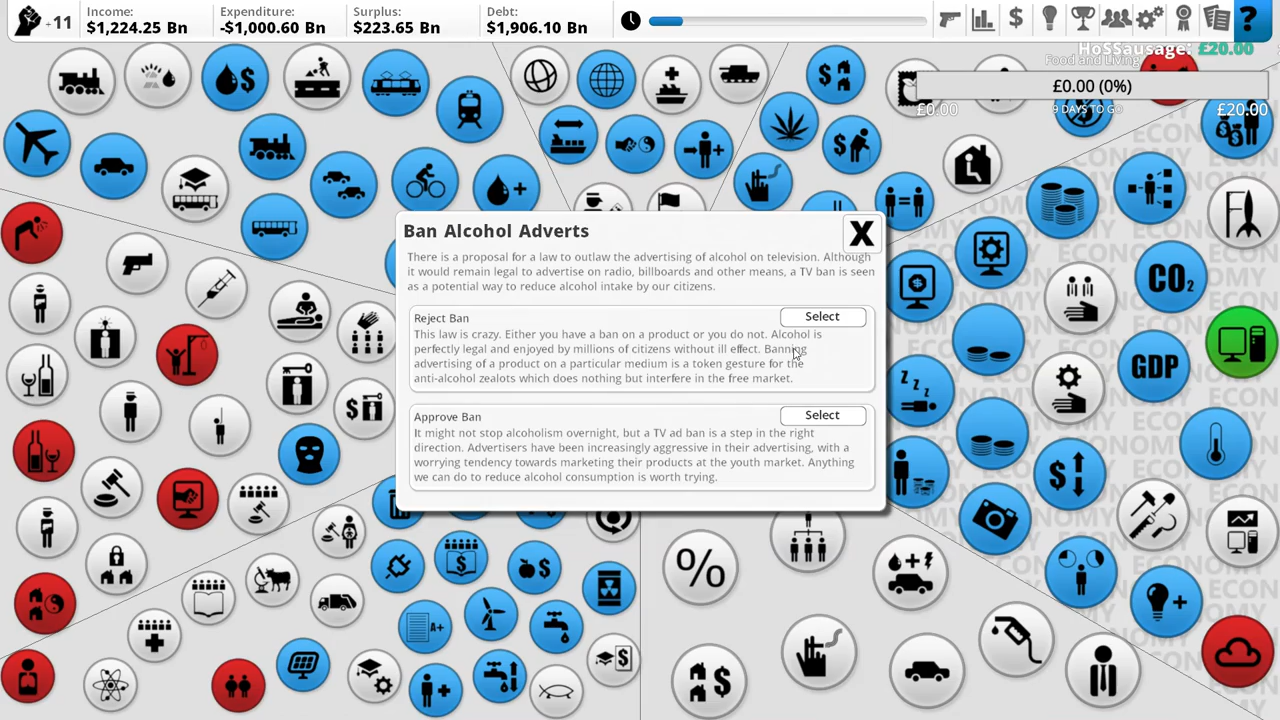 +11
Income:
$1,224.25 Bn
Expenditure:
-$1,000.60 Bn
Surplus:
$223.65 Bn
Debt:
$1,906.10 Bn
$
?
HoSSausage: £20.00
Food and Living
£0.00 (0%)
£0.00
9 DAYS TO GO
£20.00
ECONOMY
Ban Alcohol Adverts
X
There is a proposal for a law to outlaw the advertising of alcohol on television. Although
it would remain legal to advertise on radio, billboards and other means, a TV ban is seen
as a potential way to reduce alcohol intake by our citizens.
Reject Ban
Select
This law is crazy. Either you have a ban on a product or you do not. Alcohol is
perfectly legal and enjoyed by millions of citizens without ill effect. Banning
advertising of a product on a particular medium is a token gesture for the
anti-alcohol zealots which does nothing but interfere in the free market.
Approve Ban
Select
It might not stop alcoholism overnight, but a TV ad ban is a step in the right
direction. Advertisers have been increasingly aggressive in their advertising, with a
worrying tendency towards marketing their products at the youth market. Anything
we can do to reduce alcohol consumption is worth trying.
CO2
GDP
%
A+